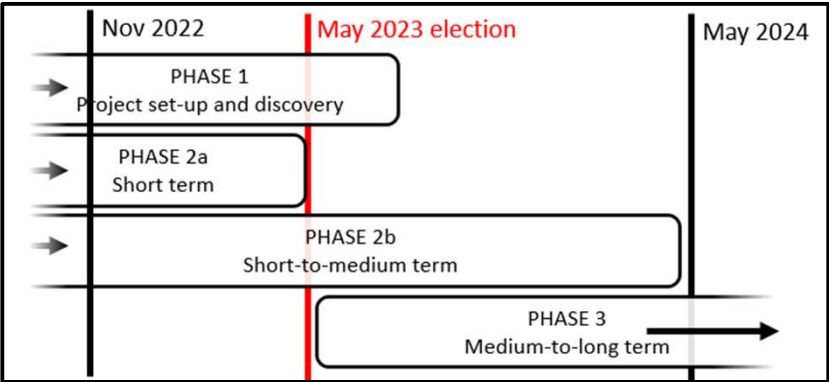 Nov 2022
May 2023 election
May 2024
PHASE 1
Project set-up and discovery
PHASE 2a
Short term
PHASE 2b
Short-to-medium term
PHASE 3
Medium-to-long term